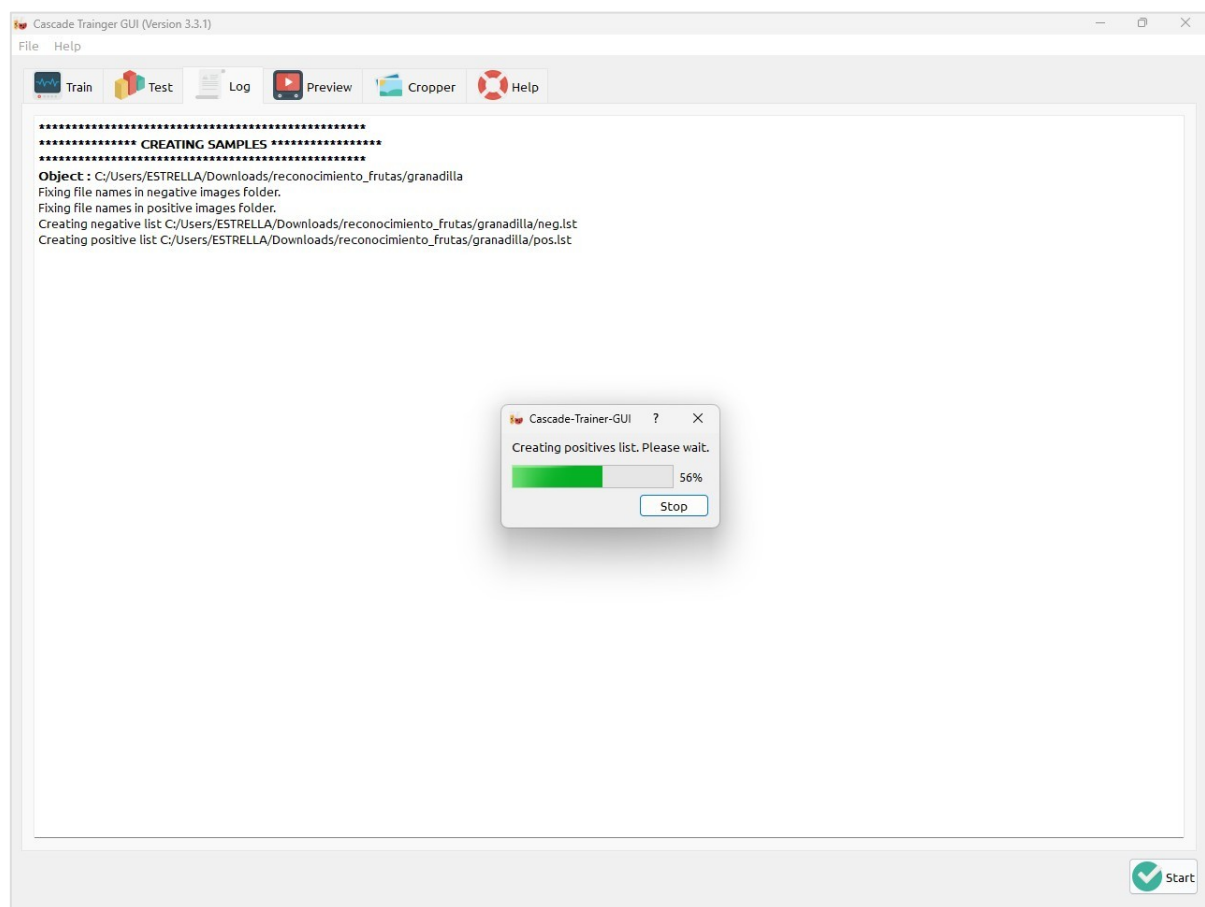 Cascade Trainger GUI (Version 3.3.1)
File Help
Train Test Log Preview Cropper Help
**************************************************
*************** CREATING SAMPLES *****************
**************************************************
Object : C:/Users/ESTRELLA/Downloads/reconocimiento_frutas/granadilla
Fixing file names in negative images folder.
Fixing file names in positive images folder.
Creating negative list C:/Users/ESTRELLA/Downloads/reconocimiento_frutas/granadilla/neg.lst
Creating positive list C:/Users/ESTRELLA/Downloads/reconocimiento_frutas/granadilla/pos.lst
Cascade-Trainer-GUI ?
Creating positives list. Please wait.
56%
Stop
Start